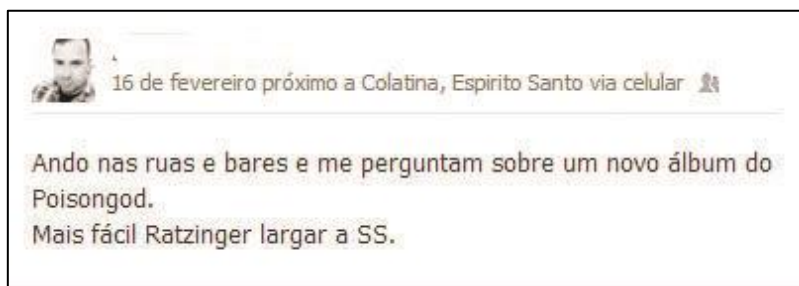 16 de fevereiro próximo a Colatina, Espirito Santo via celular
Ando nas ruas e bares e me perguntam sobre um novo álbum do
Poisongod.
Mais fácil Ratzinger largar a SS.